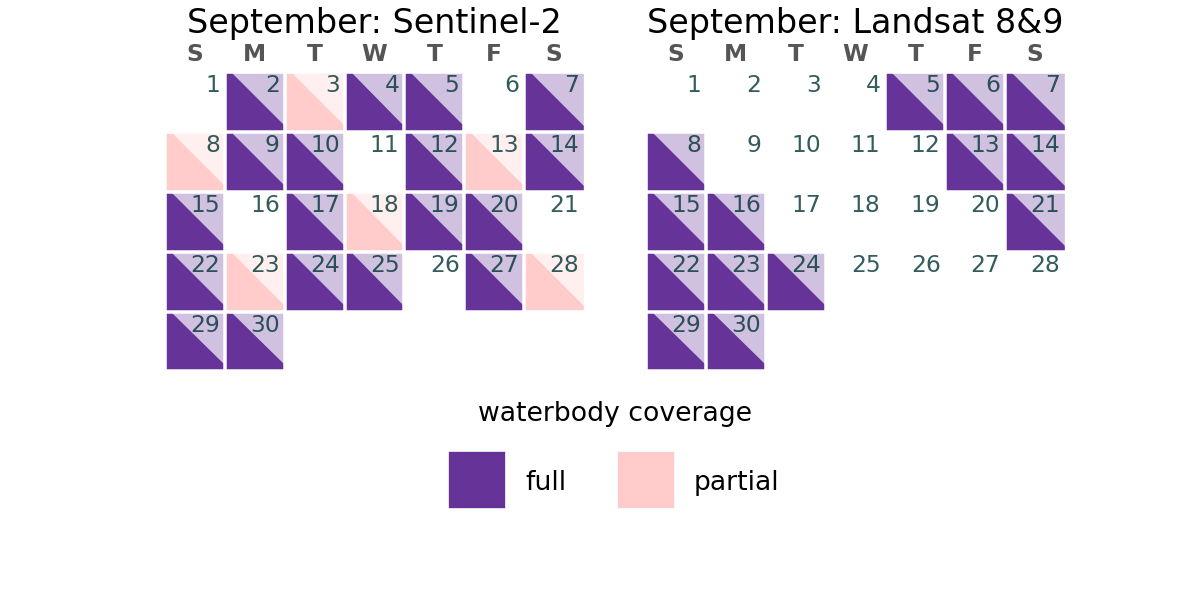 September: Sentinel-2
S M T W T F S
1 2 3 4 5 6 7
8 9 10 11 12 13 14
15 16 17 18 19 20 21
22 23 24 25 26 27 28
29 30
September: Landsat 8&9
S M T W T F S
1 2 3 4 5 6 7
8 9 10 11 12 13 14
15 16 17 18 19 20 21
22 23 24 25 26 27 28
29 30
waterbody coverage
full partial